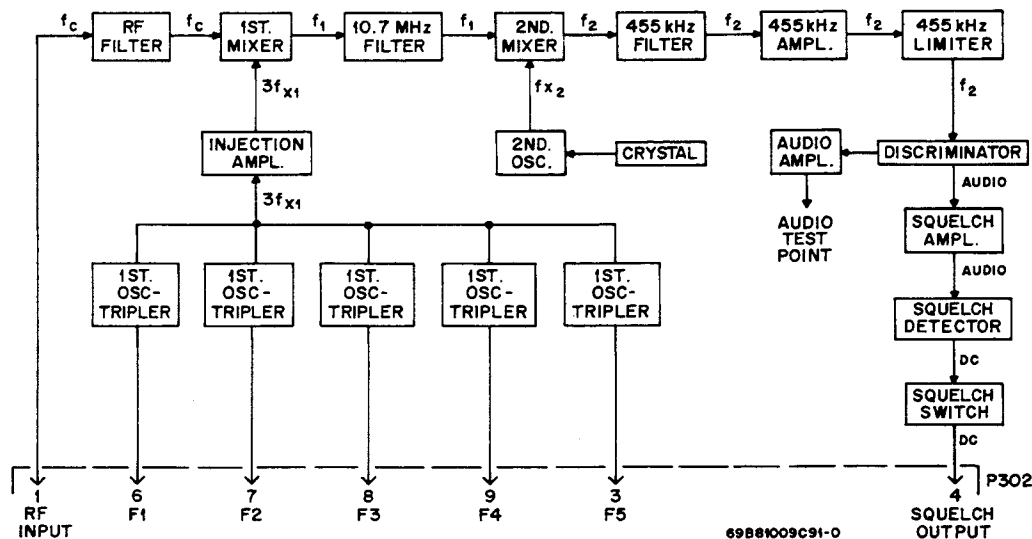 fc
RF
FILTER
fc
1ST.
MIXER
f1
10.7 MHz
FILTER
f1
2ND.
MIXER
f2
455 kHz
FILTER
f2
455 kHz
AMPL.
f2
455 kHz
LIMITER
3fX1
fX2
f2
INJECTION
AMPL.
2ND.
OSC.
CRYSTAL
AUDIO
AMPL.
DISCRIMINATOR
3fX1
AUDIO
AUDIO
TEST
POINT
SQUELCH
AMPL.
1ST.
OSC-
TRIPLER
1ST.
OSC-
TRIPLER
1ST.
OSC-
TRIPLER
1ST.
OSC-
TRIPLER
1ST.
OSC-
TRIPLER
AUDIO
SQUELCH
DETECTOR
DC
SQUELCH
SWITCH
DC
P302
1
RF
INPUT
6
F1
7
F2
8
F3
9
F4
3
F5
4
SQUELCH
OUTPUT
69B81009C91-O